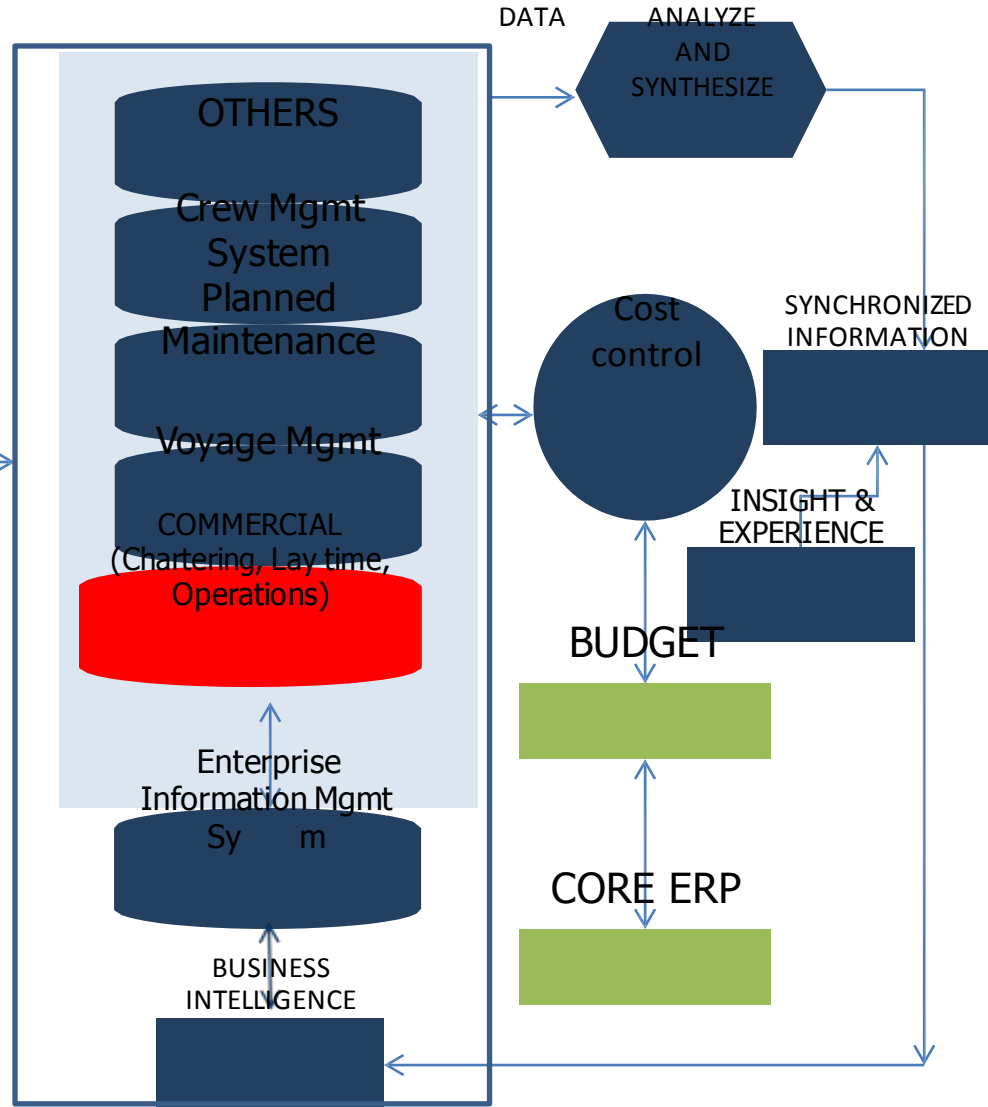 DATA
ANALYZE
AND
SYNTHESIZE
OTHERS
Crew Mgmt
System
Planned
Maintenance
Voyage Mgmt
COMMERCIAL
(Chartering, Lay time,
Operations)
Enterprise
Information Mgmt
Sy m
BUSINESS
INTELLIGENCE
Cost
control
SYNCHRONIZED
INFORMATION
INSIGHT &
EXPERIENCE
BUDGET
CORE ERP